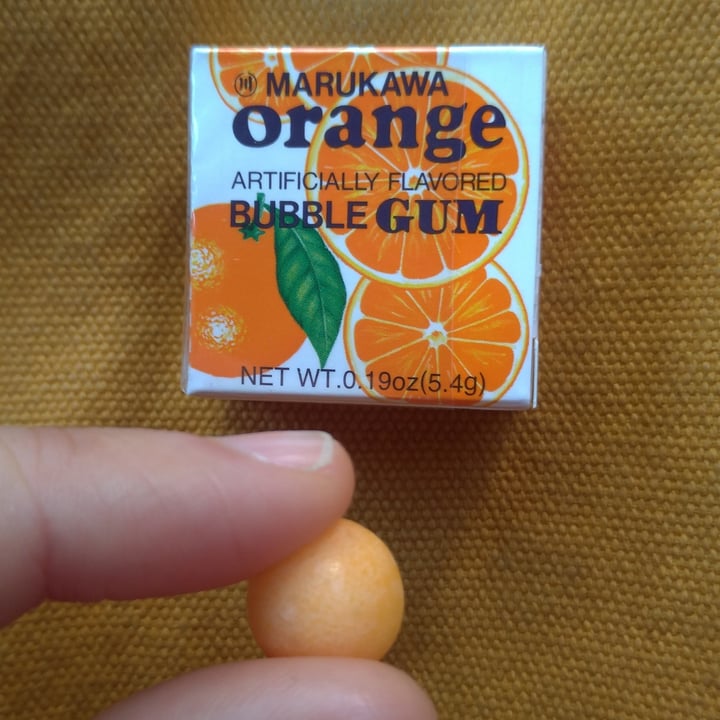 MARUKAWA
orange
ARTIFICIALLY FLAVORED
BUBBLE GUM
NET WT.0.19oz(5.4g)